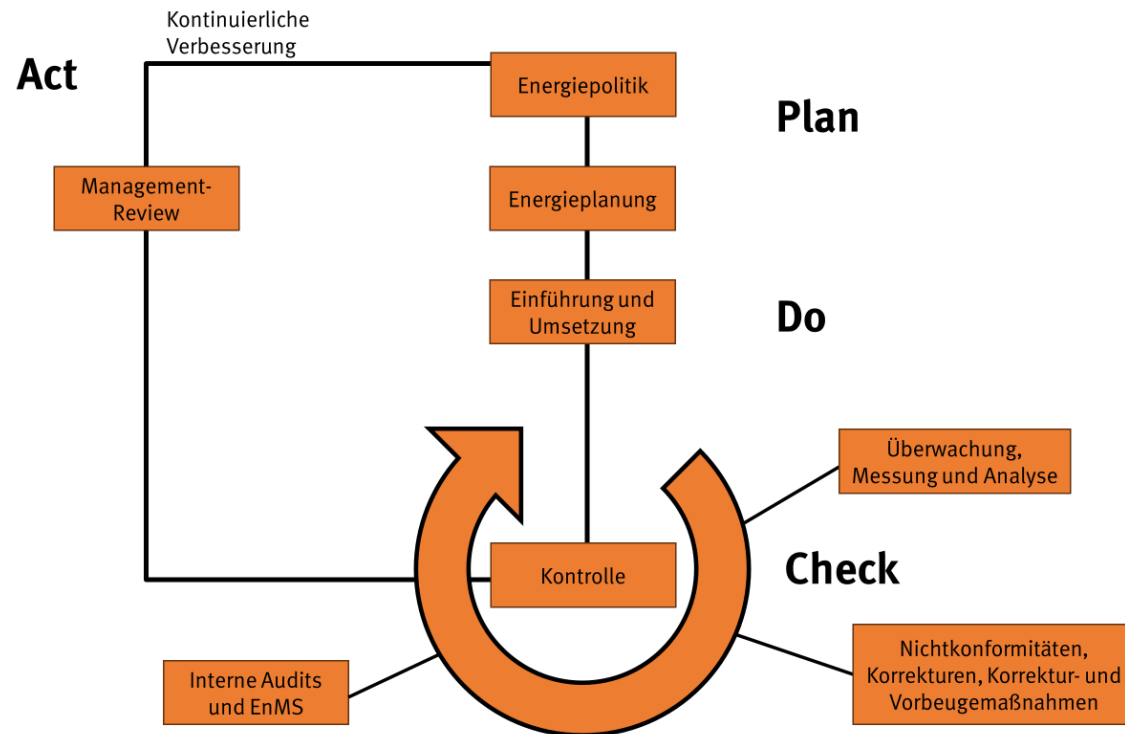 Kontinuierliche
Verbesserung
Act
Energiepolitik
Plan
Management-
Review
Energieplanung
Einführung und
Umsetzung
Do
Überwachung,
Messung und Analyse
Kontrolle
Check
Interne Audits
und EnMS
Nichtkonformitäten,
Korrekturen, Korrektur- und
Vorbeugemaßnahmen